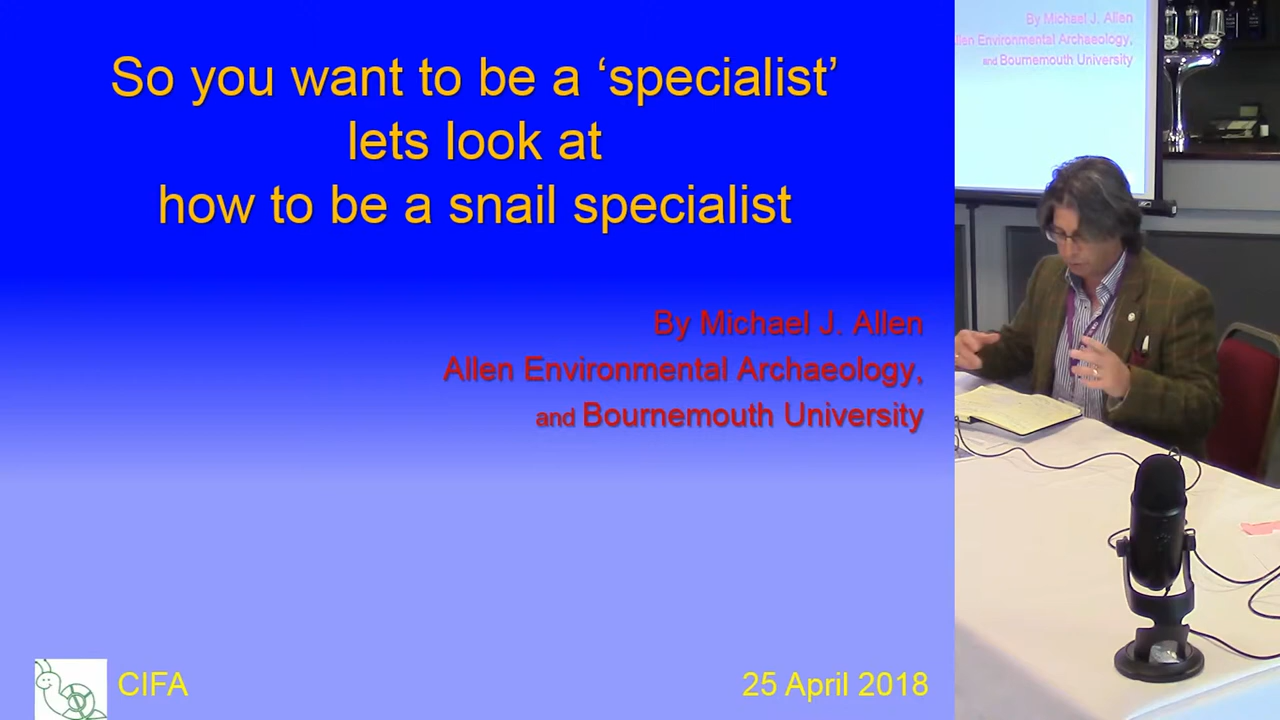 So you want to be a ‘specialist’
lets look at
how to be a snail specialist
By Michael J. Allen
Allen Environmental Archaeology,
and Bournemouth University
CIFA
25 April 2018
By Michael J. Allen
llen Environmental Archaeology,
and Bournemouth University